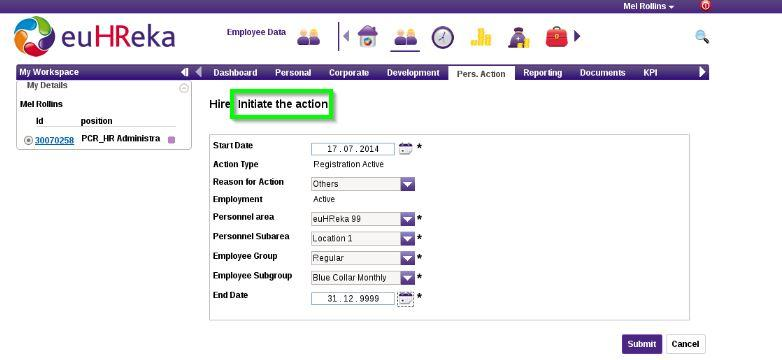 Mel Rollins
euHReka
Employee Data
My Workspace
Dashboard Personal Corporate Development Pers. Action Reporting Documents KPI
My Details
Mel Rollins
Id position
30070258 PCR_HR Administra
Hire Initiate the action
Start Date 17 . 07 . 2014 *
Action Type Registration Active
Reason for Action Others
Employment Active
Personnel area euHReka 99 *
Personnel Subarea Location 1 *
Employee Group Regular *
Employee Subgroup Blue Collar Monthly *
End Date 31 . 12 . 9999 *
Submit Cancel